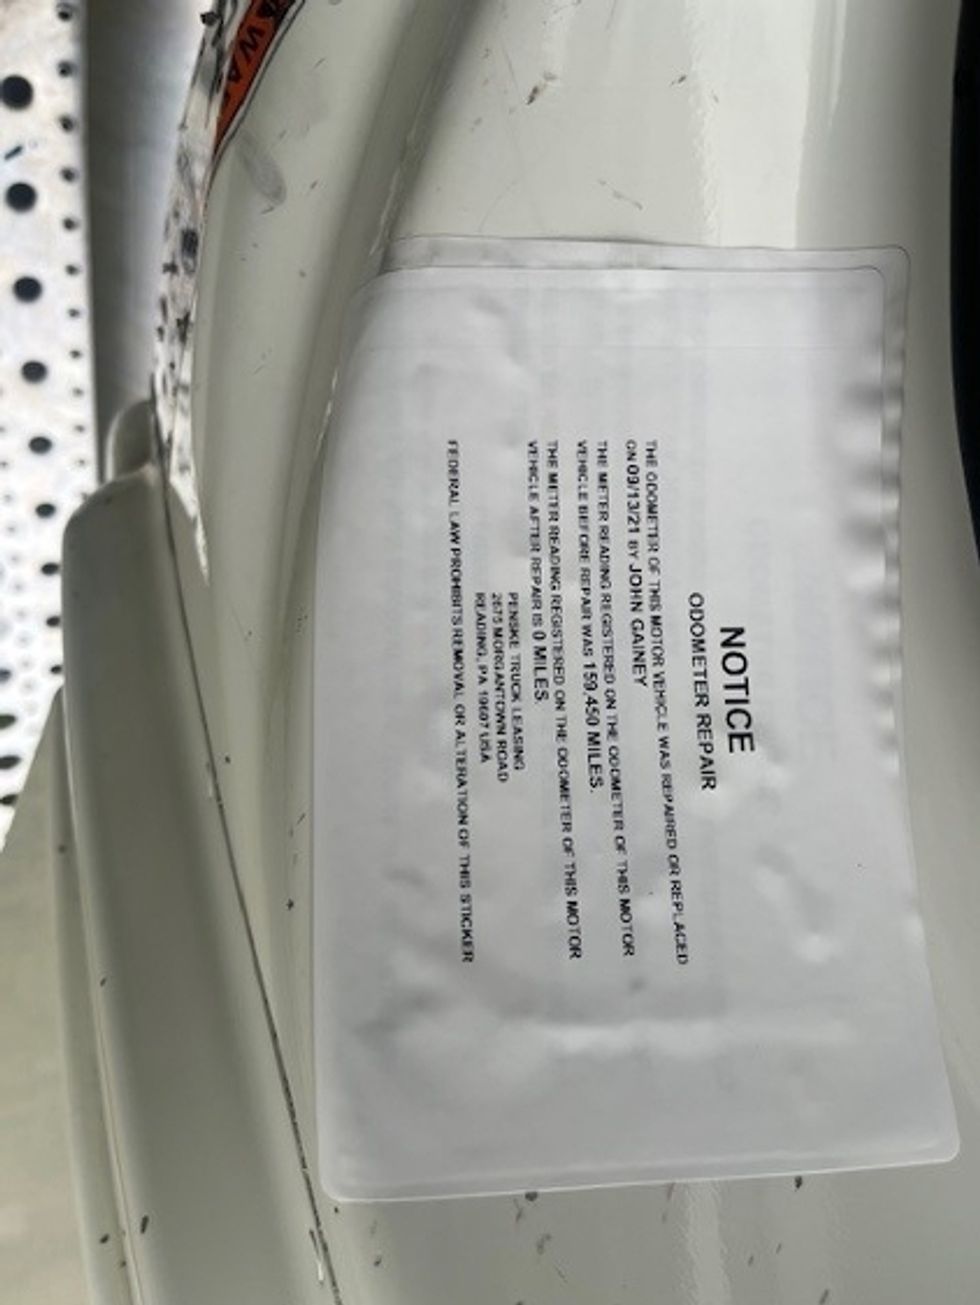 NOTICE
ODOMETER REPAIR
THE ODOMETER OF THIS MOTOR VEHICLE WAS REPAIRED OR REPLACED
ON 09/13/21 BY JOHN GAINEY
THE METER READING REGISTERED ON THE ODOMETER OF THIS MOTOR
VEHICLE BEFORE REPAIR WAS 159,450 MILES.
THE METER READING REGISTERED ON THE ODOMETER OF THIS MOTOR
VEHICLE AFTER REPAIR IS 0 MILES.
PENSKE TRUCK LEASING
2675 MORGANTOWN ROAD
READING, PA 19607 USA
FEDERAL LAW PROHIBITS REMOVAL OR ALTERATION OF THIS STICKER